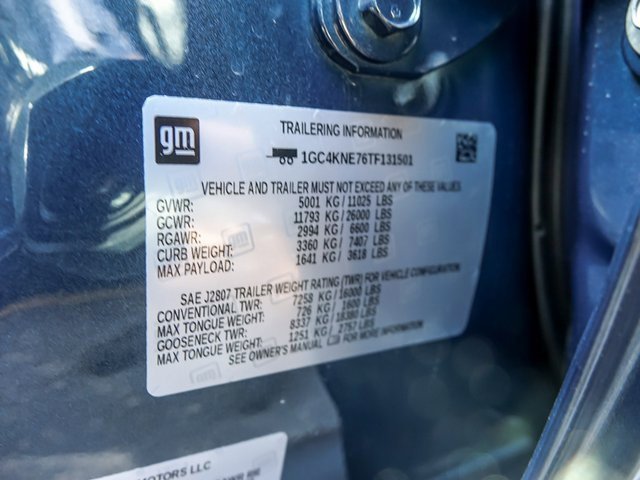 gm
TRAILERING INFORMATION
1GC4KNE76TF131501
VEHICLE AND TRAILER MUST NOT EXCEED ANY OF THESE VALUES
GVWR: 5001 KG / 11025 LBS
GCWR: 11793 KG / 26000 LBS
RGAWR: 2994 KG / 6600 LBS
CURB WEIGHT: 3360 KG / 7407 LBS
MAX PAYLOAD: 1641 KG / 3618 LBS
SAE J2807 TRAILER WEIGHT RATING (TWR) FOR VEHICLE CONFIGURATION
CONVENTIONAL TWR: 7258 KG / 16000 LBS
MAX TONGUE WEIGHT: 726 KG / 1600 LBS
GOOSENECK TWR: 8337 KG / 18380 LBS
MAX TONGUE WEIGHT: 1251 KG / 2757 LBS
SEE OWNER'S MANUAL FOR MORE INFORMATION
MOTORS LLC